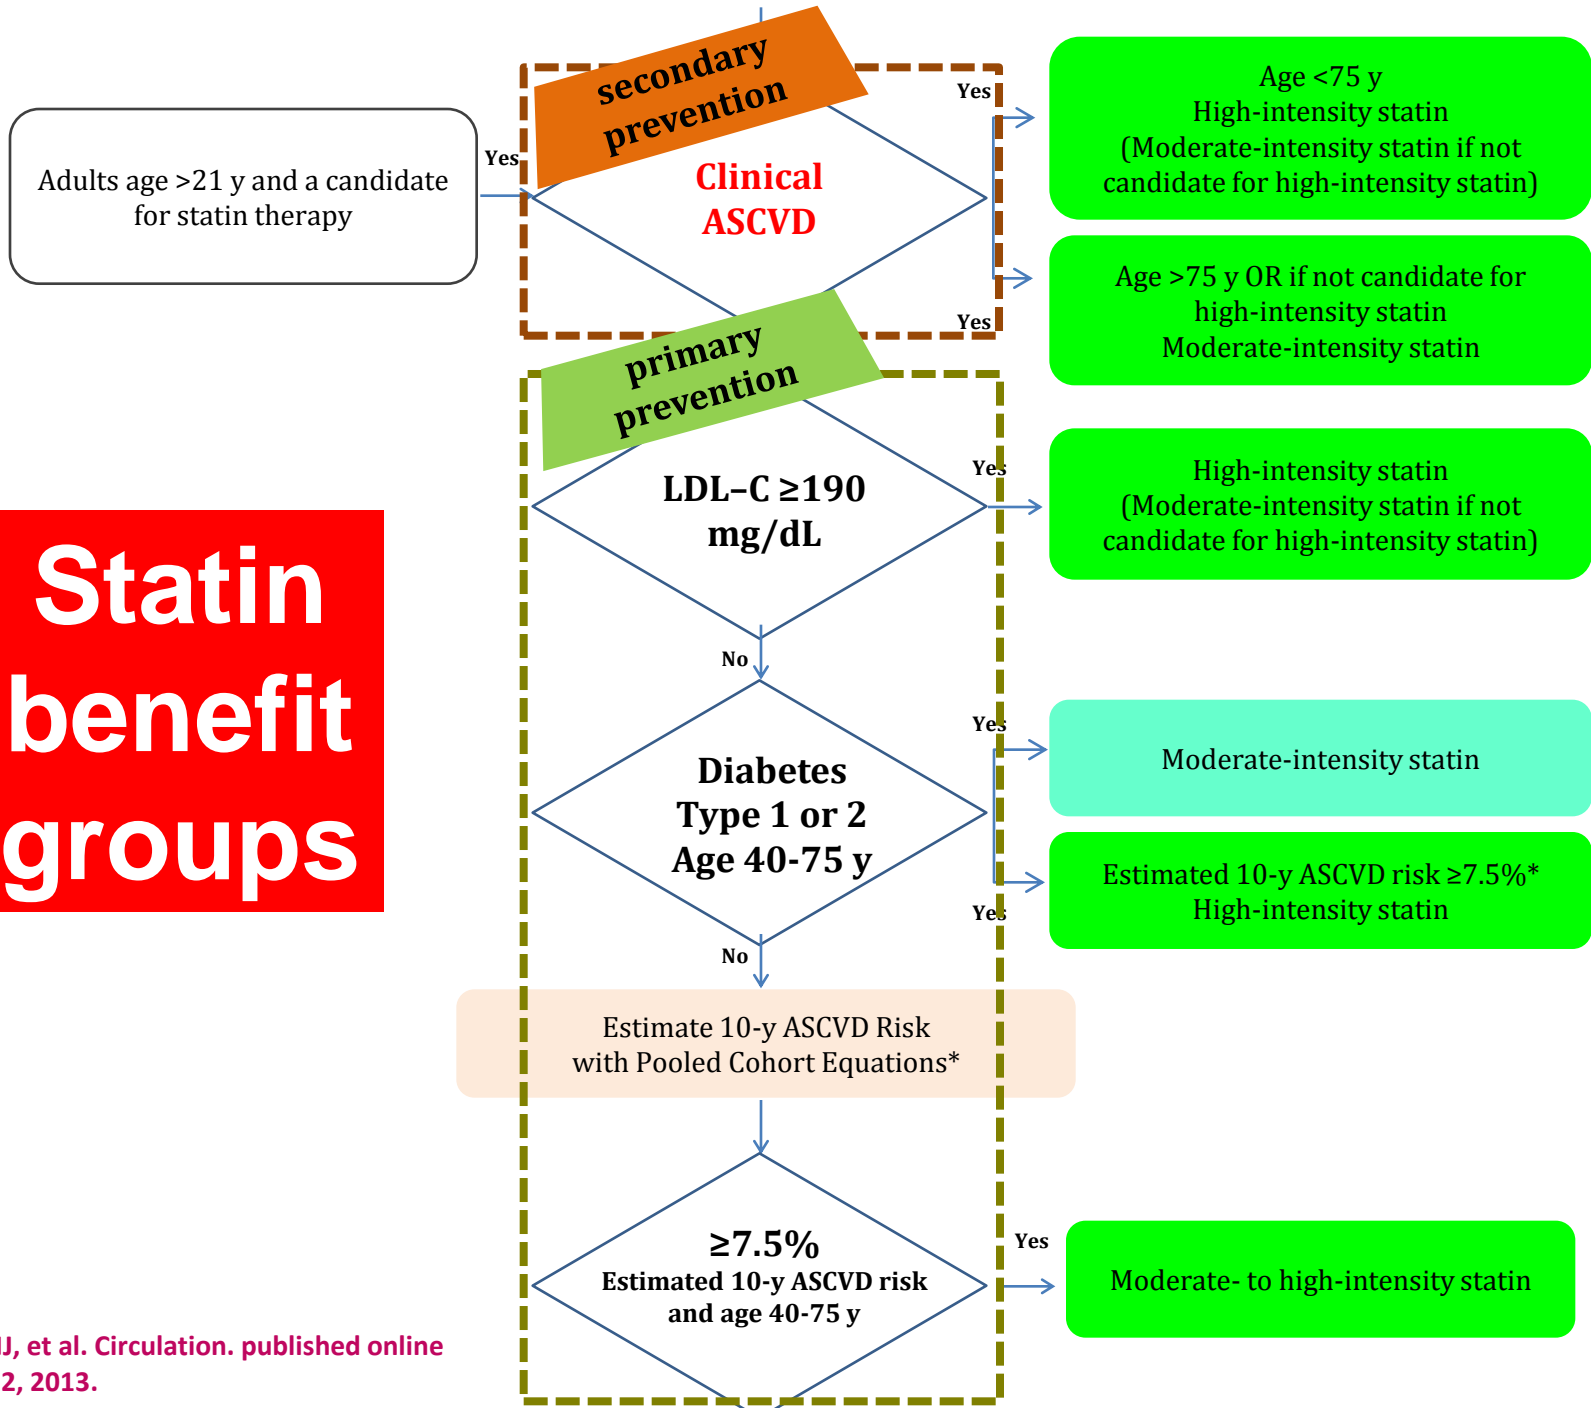 secondary
prevention
Yes
Age <75 y
High-intensity statin
(Moderate-intensity statin if not
candidate for high-intensity statin)
Adults age >21 y and a candidate
for statin therapy
Yes
Clinical
ASCVD
Age >75 y OR if not candidate for
high-intensity statin
Moderate-intensity statin
Yes
primary
prevention
LDL–C ≥190
mg/dL
Yes
High-intensity statin
(Moderate-intensity statin if not
candidate for high-intensity statin)
Statin
benefit
groups
No
Diabetes
Type 1 or 2
Age 40-75 y
Yes
Moderate-intensity statin
Yes
Estimated 10-y ASCVD risk ≥7.5%*
High-intensity statin
No
Estimate 10-y ASCVD Risk
with Pooled Cohort Equations*
≥7.5%
Estimated 10-y ASCVD risk
and age 40-75 y
Yes
Moderate- to high-intensity statin
J, et al. Circulation. published online
2, 2013.